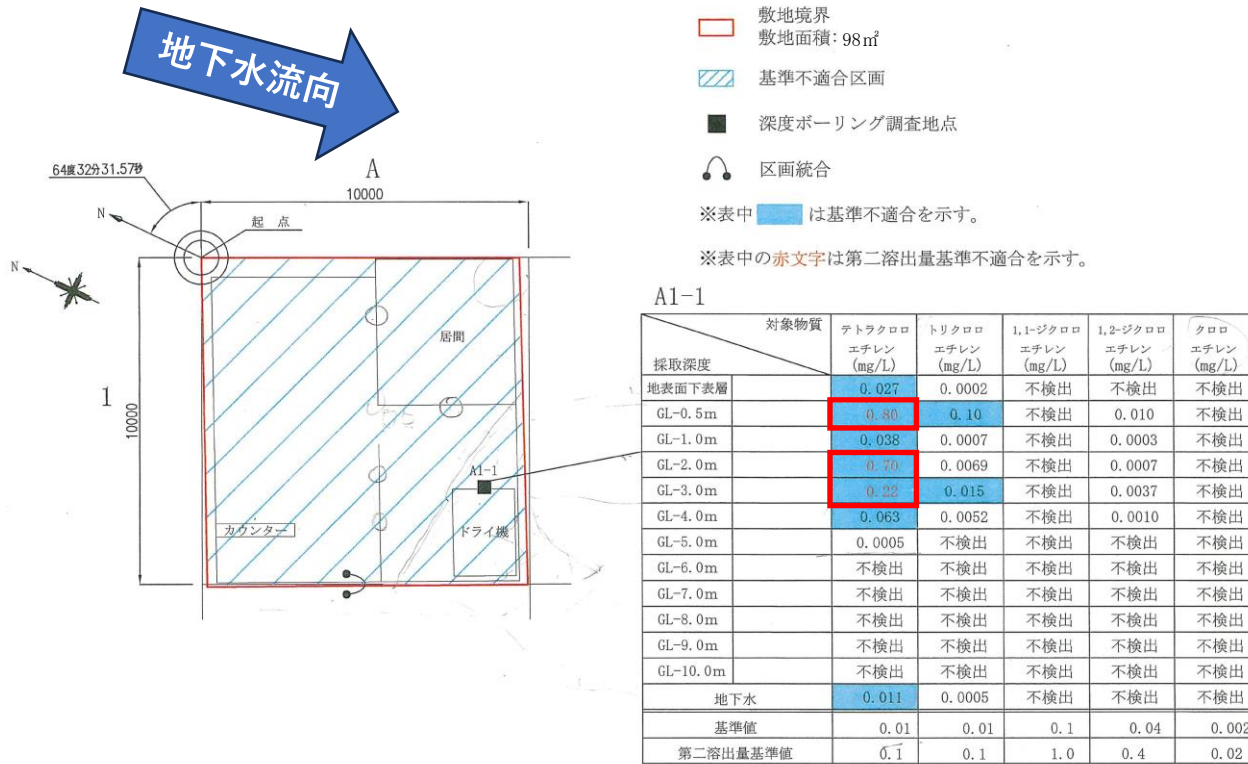 地下水流向
敷地境界
敷地面積：98㎡
基準不適合区画
深度ボーリング調査地点
区画統合
※表中 は基準不適合を示す。
※表中の赤文字は第二溶出量基準不適合を示す。
64度32分31.57秒
A
10000
N
起 点
N
居間
1
10000
A1-1
カウンター
ドライ機
A1-1
対象物質 テトラクロロエチレン(mg/L) トリクロロエチレン(mg/L) 1,1-ジクロロエチレン(mg/L) 1,2-ジクロロエチレン(mg/L) クロロエチレン(mg/L)
採取深度
地表面下表層 0.027 0.0002 不検出 不検出 不検出
GL-0.5m 0.80 0.10 不検出 0.010 不検出
GL-1.0m 0.038 0.0007 不検出 0.0003 不検出
GL-2.0m 0.70 0.0069 不検出 0.0007 不検出
GL-3.0m 0.22 0.015 不検出 0.0037 不検出
GL-4.0m 0.063 0.0052 不検出 0.0010 不検出
GL-5.0m 0.0005 不検出 不検出 不検出 不検出
GL-6.0m 不検出 不検出 不検出 不検出 不検出
GL-7.0m 不検出 不検出 不検出 不検出 不検出
GL-8.0m 不検出 不検出 不検出 不検出 不検出
GL-9.0m 不検出 不検出 不検出 不検出 不検出
GL-10.0m 不検出 不検出 不検出 不検出 不検出
地下水 0.011 0.0005 不検出 不検出 不検出
基準値 0.01 0.01 0.1 0.04 0.002
第二溶出量基準値 0.1 0.1 1.0 0.4 0.02